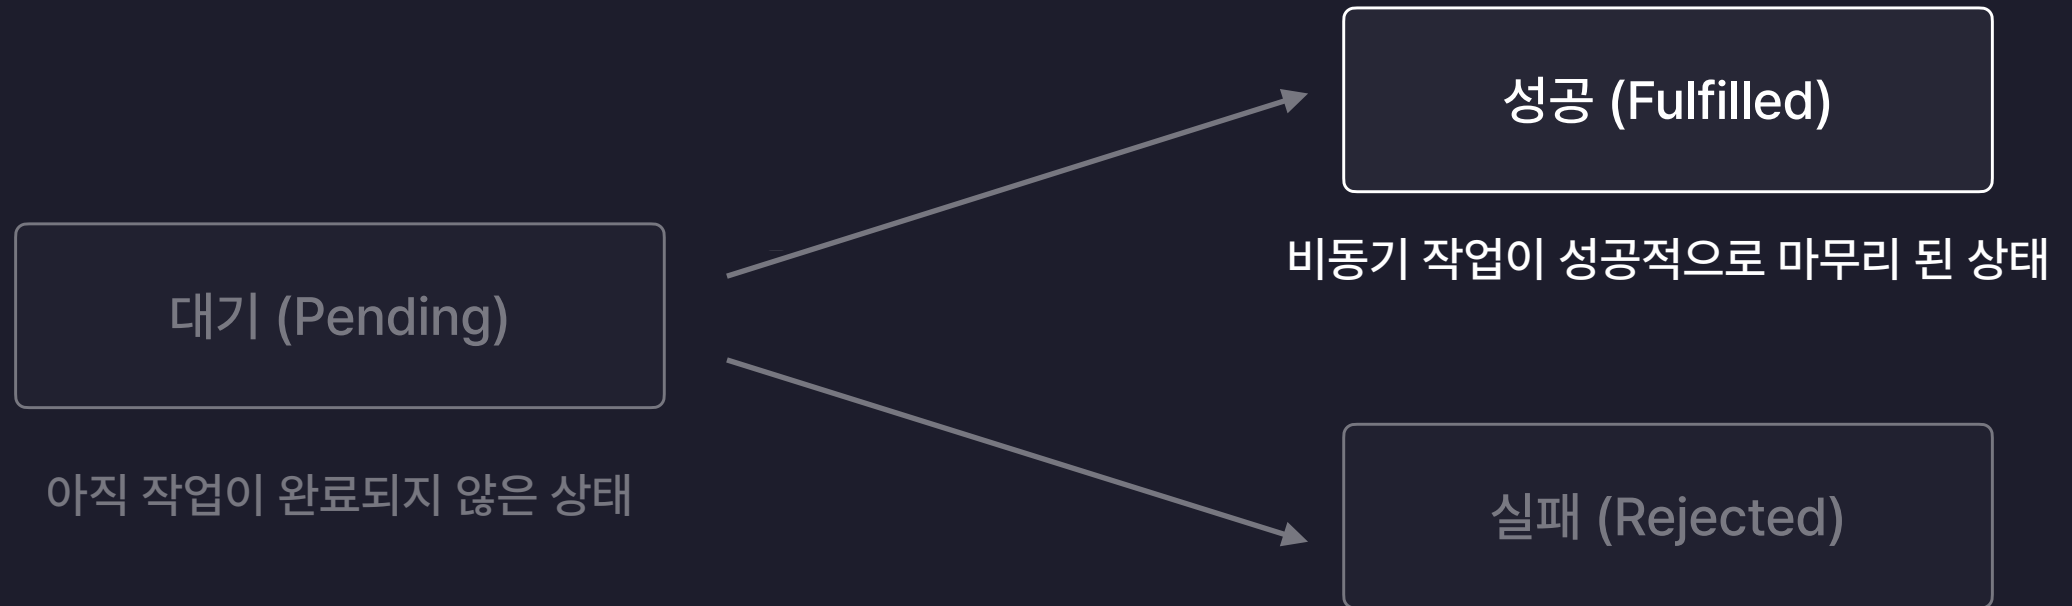 성공 (Fulfilled)
비동기 작업이 성공적으로 마무리 된 상태
대기 (Pending)
아직 작업이 완료되지 않은 상태
실패 (Rejected)